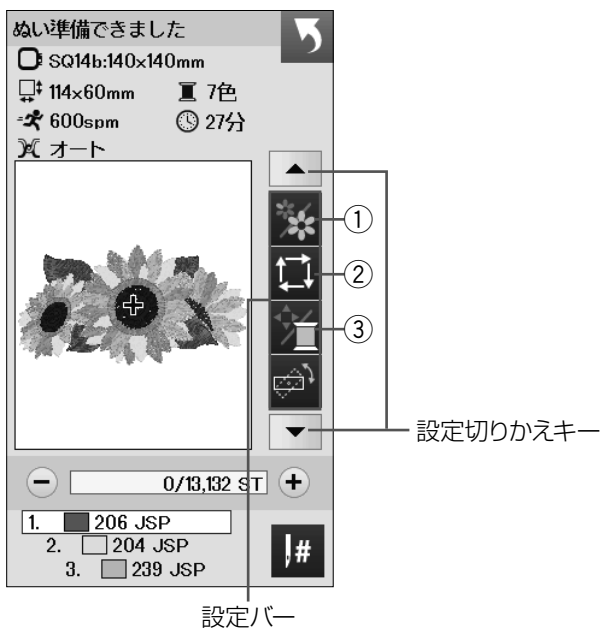 ぬい準備できました
SQ14b:140×140mm
114×60mm 7色
600spm 27分
オート
①
②
③
設定切りかえキー
0/13,132 ST
1. 206 JSP
2. 204 JSP
3. 239 JSP
#
設定バー